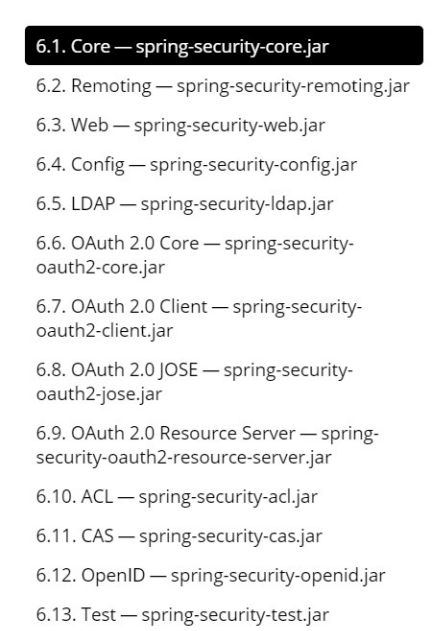 6.1. Core — spring-security-core.jar
6.2. Remoting — spring-security-remoting.jar
6.3. Web — spring-security-web.jar
6.4. Config — spring-security-config.jar
6.5. LDAP — spring-security-ldap.jar
6.6. OAuth 2.0 Core — spring-security-
oauth2-core.jar
6.7. OAuth 2.0 Client — spring-security-
oauth2-client.jar
6.8. OAuth 2.0 JOSE — spring-security-
oauth2-jose.jar
6.9. OAuth 2.0 Resource Server — spring-
security-oauth2-resource-server.jar
6.10. ACL — spring-security-acl.jar
6.11. CAS — spring-security-cas.jar
6.12. OpenID — spring-security-openid.jar
6.13. Test — spring-security-test.jar